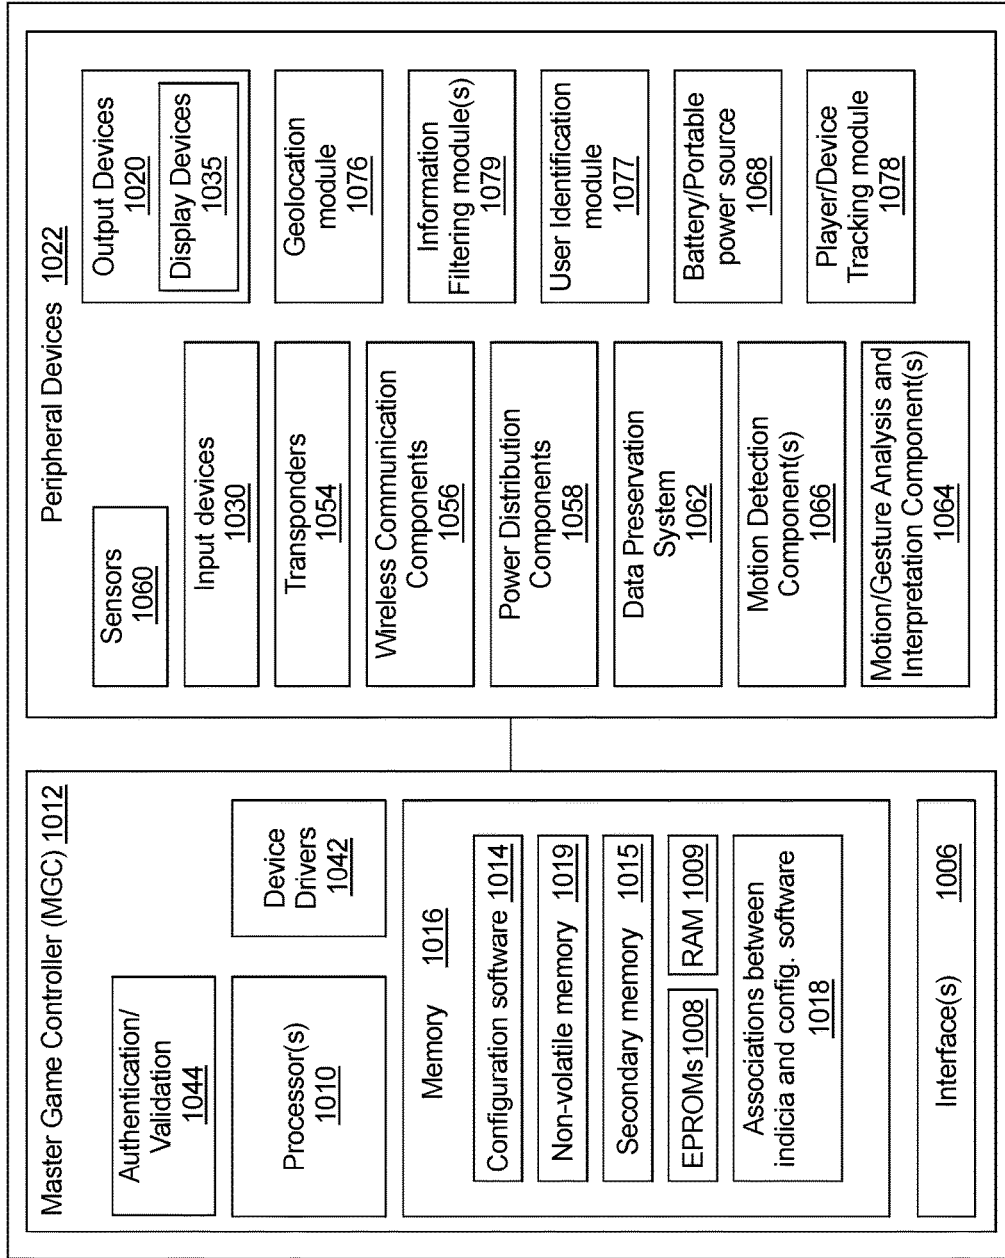 Master Game Controller (MGC) 1012
Authentication/
Validation
1044
Processor(s)
1010
Device
Drivers
1042
Memory 1016
Configuration software 1014
Non-volatile memory 1019
Secondary memory 1015
EPROMs 1008
RAM 1009
Associations between
indicia and config. software
1018
Interface(s) 1006
Peripheral Devices 1022
Sensors
1060
Input devices
1030
Transponders
1054
Wireless Communication
Components
1056
Power Distribution
Components
1058
Data Preservation
System
1062
Motion Detection
Component(s)
1066
Motion/Gesture Analysis and
Interpretation Component(s)
1064
Output Devices
1020
Display Devices
1035
Geolocation
module
1076
Information
Filtering module(s)
1079
User Identification
module
1077
Battery/Portable
power source
1068
Player/Device
Tracking module
1078